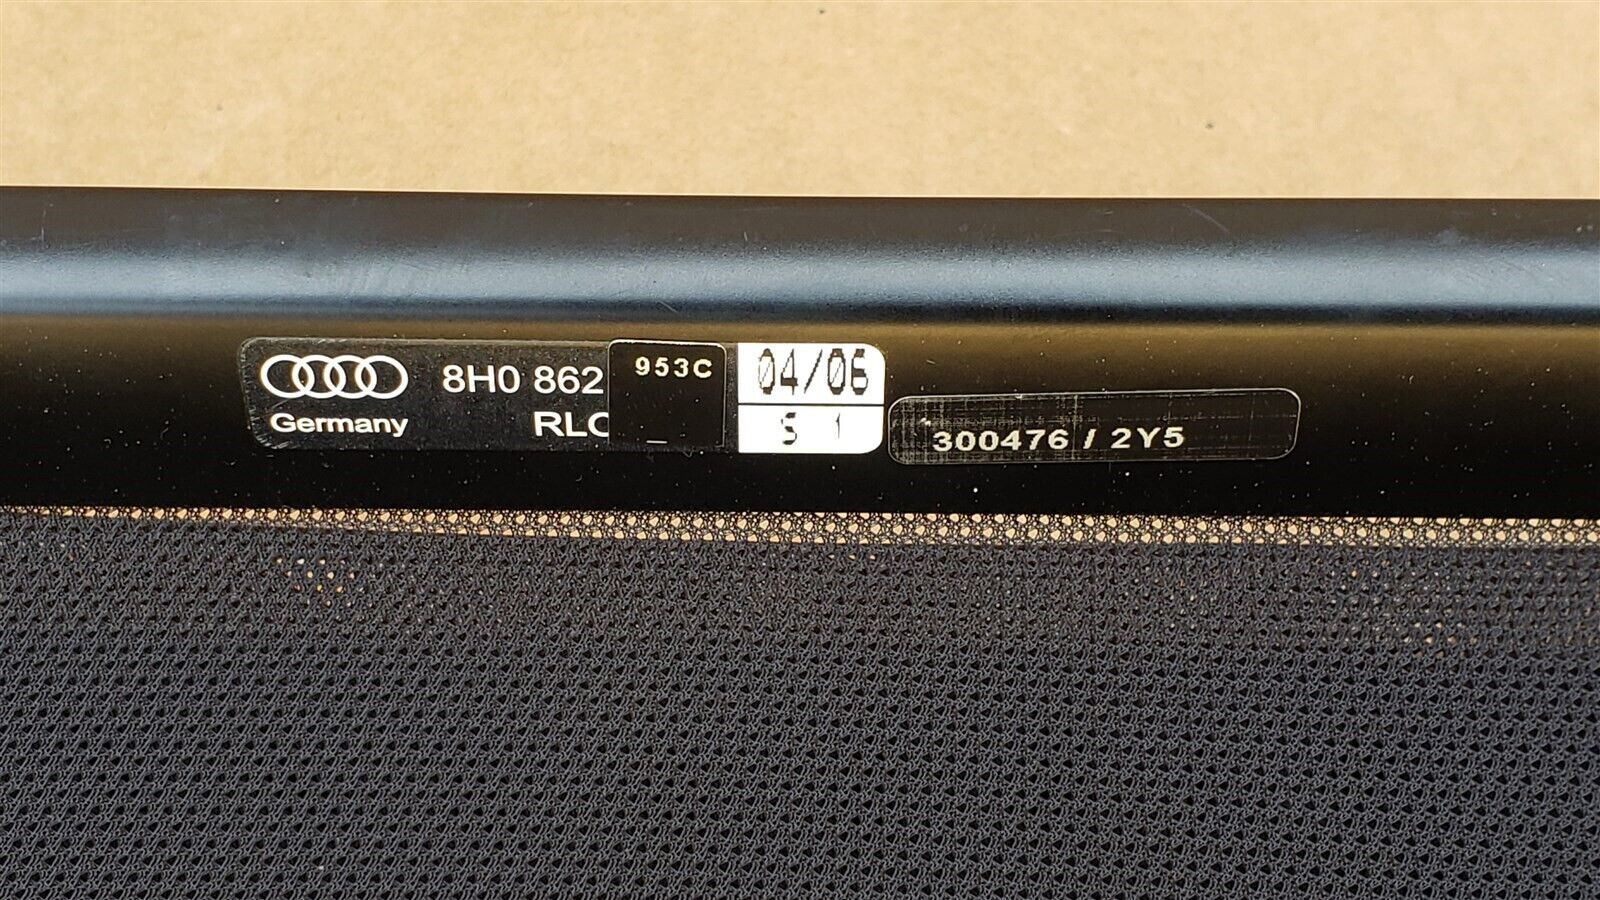 8H0 862 953C
Germany RLC
04/06
S 1
300476 / 2Y5